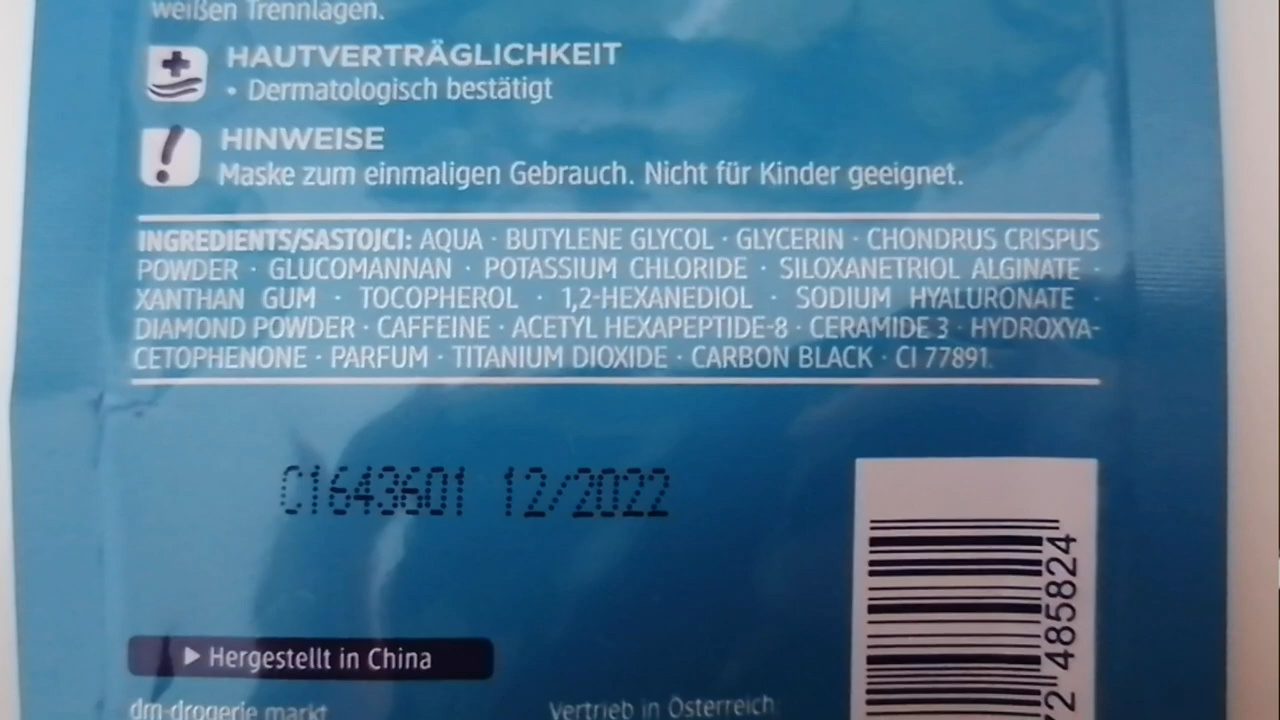 weißen Trennlagen.
HAUTVERTRÄGLICHKEIT
• Dermatologisch bestätigt
HINWEISE
Maske zum einmaligen Gebrauch. Nicht für Kinder geeignet.
INGREDIENTS/SASTOJCI: AQUA · BUTYLENE GLYCOL · GLYCERIN · CHONDRUS CRISPUS
POWDER · GLUCOMANNAN · POTASSIUM CHLORIDE · SILOXANETRIOL ALGINATE ·
XANTHAN GUM · TOCOPHEROL · 1,2-HEXANEDIOL · SODIUM HYALURONATE ·
DIAMOND POWDER · CAFFEINE · ACETYL HEXAPEPTIDE-8 · CERAMIDE 3 · HYDROXYA-
CETOPHENONE · PARFUM · TITANIUM DIOXIDE · CARBON BLACK · CI 77891.
C1643601 12/2022
Hergestellt in China
dm-drogerie markt
Vertrieb in Österreich
485824